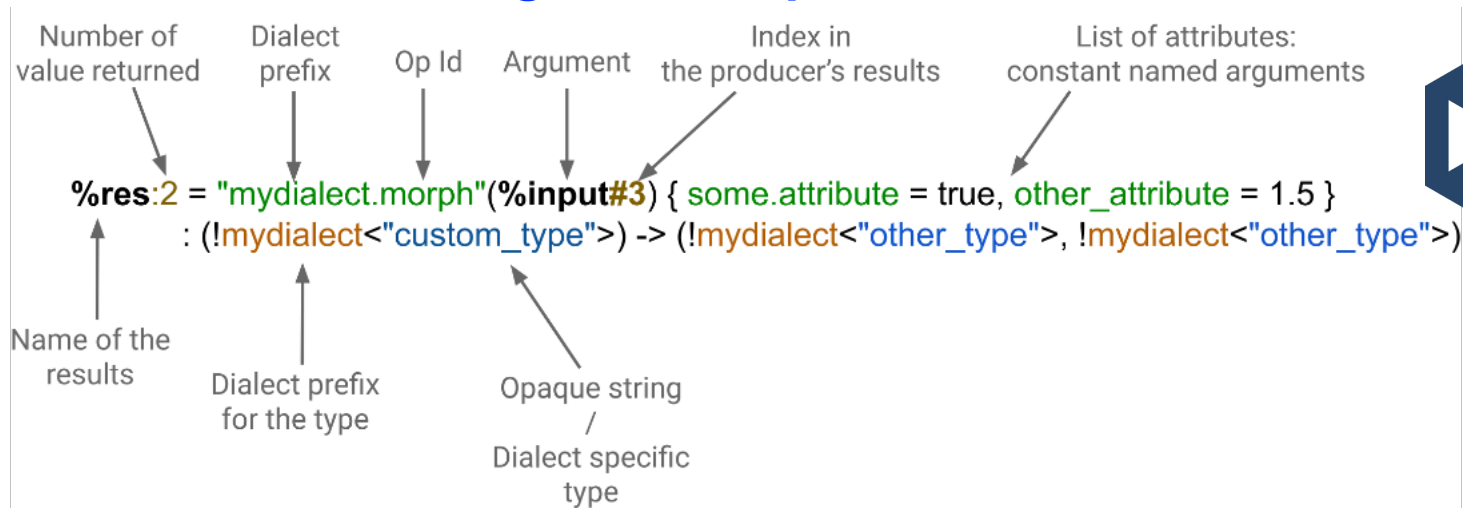 Number of
value returned
Dialect
prefix
Op Id
Argument
Index in
the producer's results
List of attributes:
constant named arguments
%res:2 = "mydialect.morph"(%input#3) { some.attribute = true, other_attribute = 1.5 }
: (!mydialect<"custom_type">) -> (!mydialect<"other_type">, !mydialect<"other_type">)
Name of the
results
Dialect prefix
for the type
Opaque string
/
Dialect specific
type